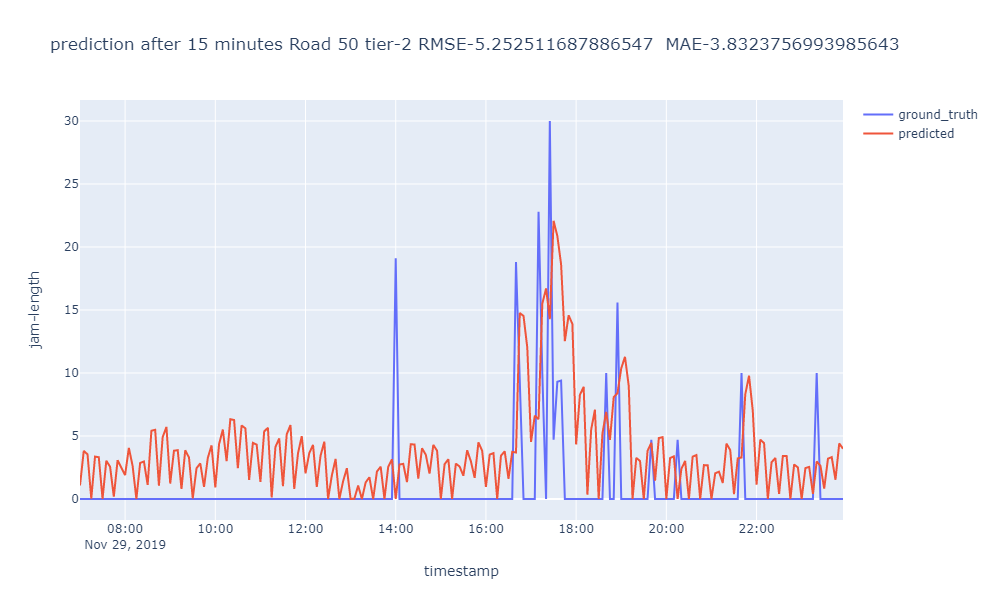 prediction after 15 minutes Road 50 tier-2 RMSE-5.252511687886547  MAE-3.8323756993985643
ground_truth
predicted
30
25
20
15
10
5
0
jam-length
08:00 10:00 12:00 14:00 16:00 18:00 20:00 22:00
Nov 29, 2019
timestamp